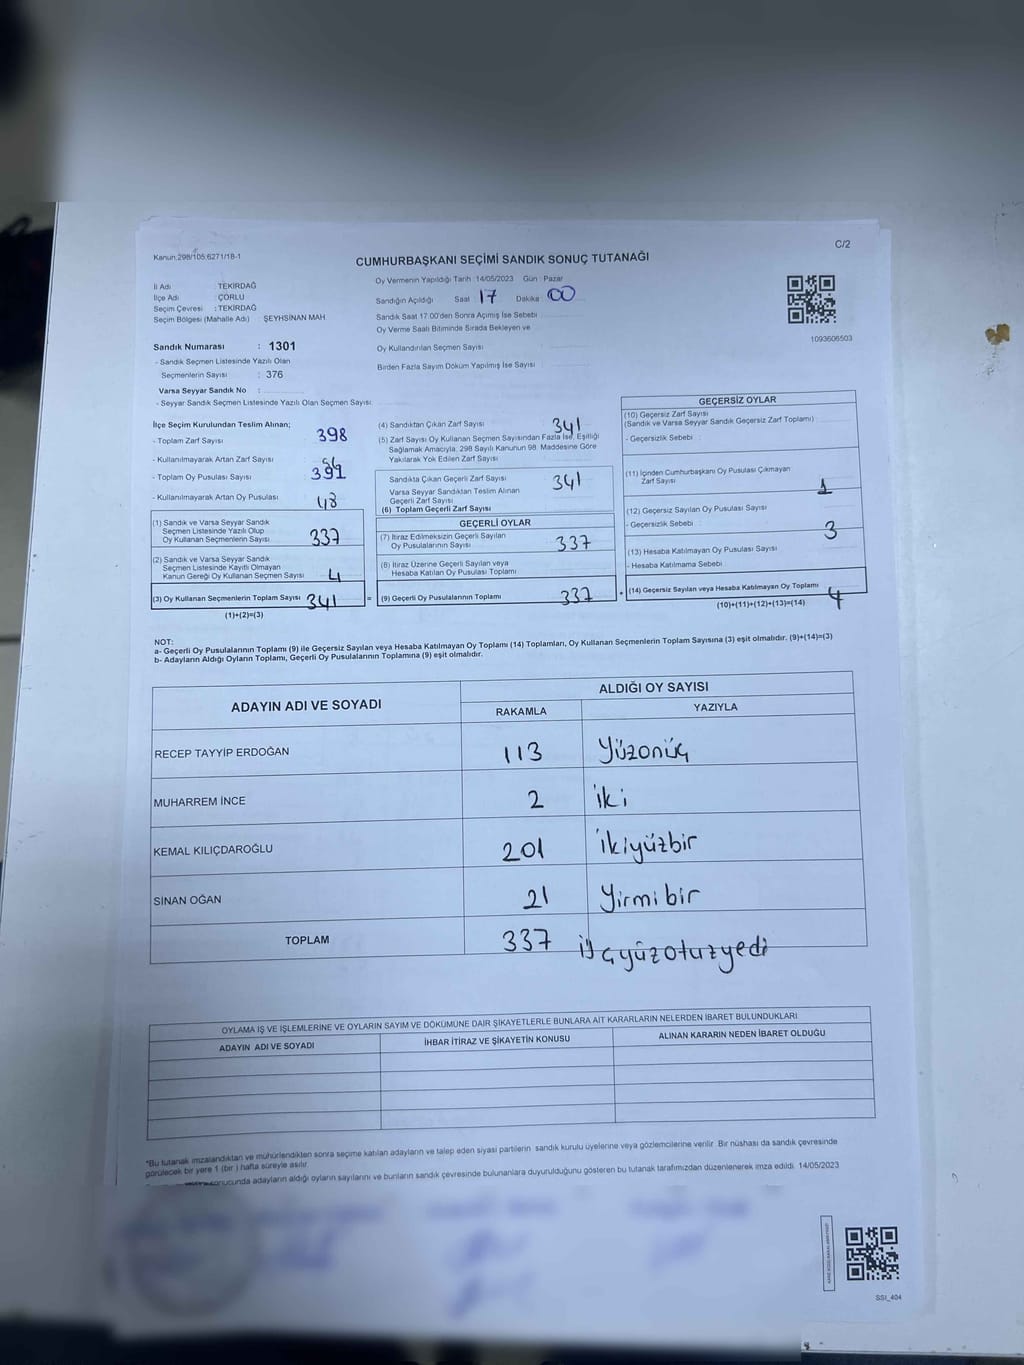 Kanun:298/105;6271/18-1
C/2
CUMHURBAŞKANI SEÇİMİ SANDIK SONUÇ TUTANAĞI
İl Adı : TEKİRDAĞ
İlçe Adı : ÇORLU
Seçim Çevresi : TEKİRDAĞ
Seçim Bölgesi (Mahalle Adı) : ŞEYHSİNAN MAH
Oy Vermenin Yapıldığı Tarih :14/05/2023 Gün : Pazar
Sandığın Açıldığı Saat : 17 Dakika : 00
Sandık Saat 17.00'den Sonra Açımış İse Sebebi
Oy Verme Saati Bitiminde Sırada Bekleyen ve
Oy Kullandırılan Seçmen Sayısı :
Birden Fazla Sayım Döküm Yapılmış İse Sayısı :
1093606503
Sandık Numarası : 1301
- Sandık Seçmen Listesinde Yazılı Olan
Seçmenlerin Sayısı : 376
Varsa Seyyar Sandık No :
- Seyyar Sandık Seçmen Listesinde Yazılı Olan Seçmen Sayısı:
İlçe Seçim Kurulundan Teslim Alınan;
- Toplam Zarf Sayısı 398
- Kullanılmayarak Artan Zarf Sayısı
- Toplam Oy Pusulası Sayısı 391
- Kullanılmayarak Artan Oy Pusulası 48
(1) Sandık ve Varsa Seyyar Sandık
Seçmen Listesinde Yazılı Olup
Oy Kullanan Seçmenlerin Sayısı 337
(2) Sandık ve Varsa Seyyar Sandık
Seçmen Listesinde Kayıtlı Olmayan
Kanun Gereği Oy Kullanan Seçmen Sayısı 4
(3) Oy Kullanan Seçmenlerin Toplam Sayısı 341 =
(1)+(2)=(3)
(4) Sandıktan Çıkan Zarf Sayısı 341
(5) Zarf Sayısı Oy Kullanan Seçmen Sayısından Fazla İse, Eşitliği
Sağlamak Amacıyla; 298 Sayılı Kanunun 98. Maddesine Göre
Yakılarak Yok Edilen Zarf Sayısı
Sandıkta Çıkan Geçerli Zarf Sayısı 341
Varsa Seyyar Sandıktan Teslim Alınan
Geçerli Zarf Sayısı
(6) Toplam Geçerli Zarf Sayısı
GEÇERLİ OYLAR
(7) İtiraz Edilmeksizin Geçerli Sayılan
Oy Pusulalarının Sayısı 337
(8) İtiraz Üzerine Geçerli Sayılan veya
Hesaba Katılan Oy Pusulası Toplamı
(9) Geçerli Oy Pusulalarının Toplamı 337 +
GEÇERSİZ OYLAR
(10) Geçersiz Zarf Sayısı
(Sandık ve Varsa Seyyar Sandık Geçersiz Zarf Toplamı)
- Geçersizlik Sebebi :
(11) İçinden Cumhurbaşkanı Oy Pusulası Çıkmayan
Zarf Sayısı 1
(12) Geçersiz Sayılan Oy Pusulası Sayısı
- Geçersizlik Sebebi : 3
(13) Hesaba Katılmayan Oy Pusulası Sayısı
- Hesaba Katılmama Sebebi
(14) Geçersiz Sayılan veya Hesaba Katılmayan Oy Toplamı 4
(10)+(11)+(12)+(13)=(14)
NOT:
a- Geçerli Oy Pusulalarının Toplamı (9) ile Geçersiz Sayılan veya Hesaba Katılmayan Oy Toplamı (14) Toplamları, Oy Kullanan Seçmenlerin Toplam Sayısına (3) eşit olmalıdır. (9)+(14)=(3)
b- Adayların Aldığı Oyların Toplamı, Geçerli Oy Pusulalarının Toplamına (9) eşit olmalıdır.
ADAYIN ADI VE SOYADI
ALDIĞI OY SAYISI
RAKAMLA YAZIYLA
RECEP TAYYİP ERDOĞAN 113 Yüzonüç
MUHARREM İNCE 2 iki
KEMAL KILIÇDAROĞLU 201 ikiyüzbir
SİNAN OĞAN 21 Yirmibir
TOPLAM 337 üçyüzotuzyedi
OYLAMA İŞ VE İŞLEMLERİNE VE OYLARIN SAYIM VE DÖKÜMÜNE DAİR ŞİKAYETLERLE BUNLARA AİT KARARLARIN NELERDEN İBARET BULUNDUKLARI
ADAYIN ADI VE SOYADI İHBAR İTİRAZ VE ŞİKAYETİN KONUSU ALINAN KARARIN NEDEN İBARET OLDUĞU
*Bu tutanak imzalandıktan ve mühürlendikten sonra seçime katılan adayların ve talep eden siyasi partilerin sandık kurulu üyelerine veya gözlemcilerine verilir. Bir nüshası da sandık çevresinde
görülecek bir yere 1 (bir ) hafta süreyle asılır.
sonucunda adayların aldığı oyların sayılarını ve bunların sandık çevresinde bulunanlara duyurulduğunu gösteren bu tutanak tarafımızdan düzenlenerek imza edildi. 14/05/2023
SSI_404